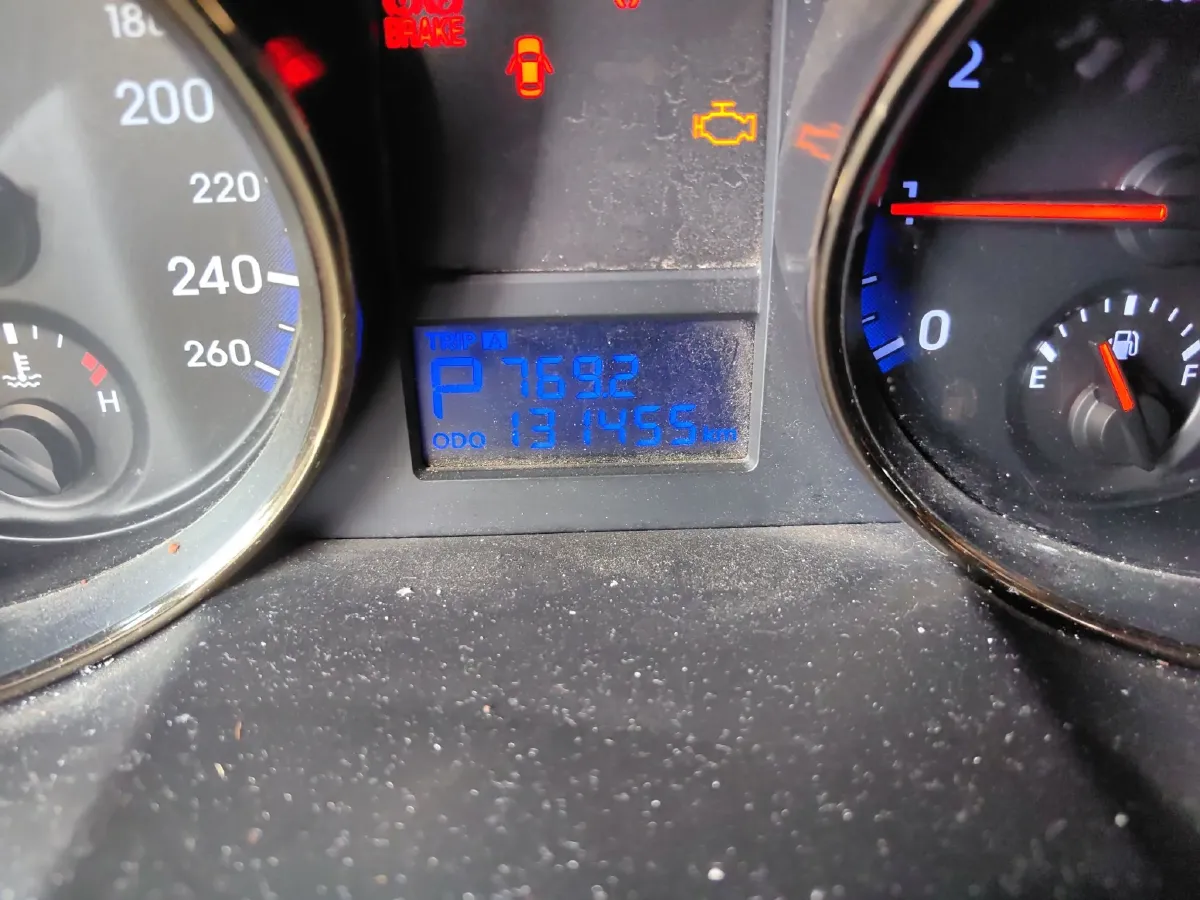 BRAKE
200
220
240
260
H
TRIP A
P 769.2
ODO 131455 km
2
1
0
E F